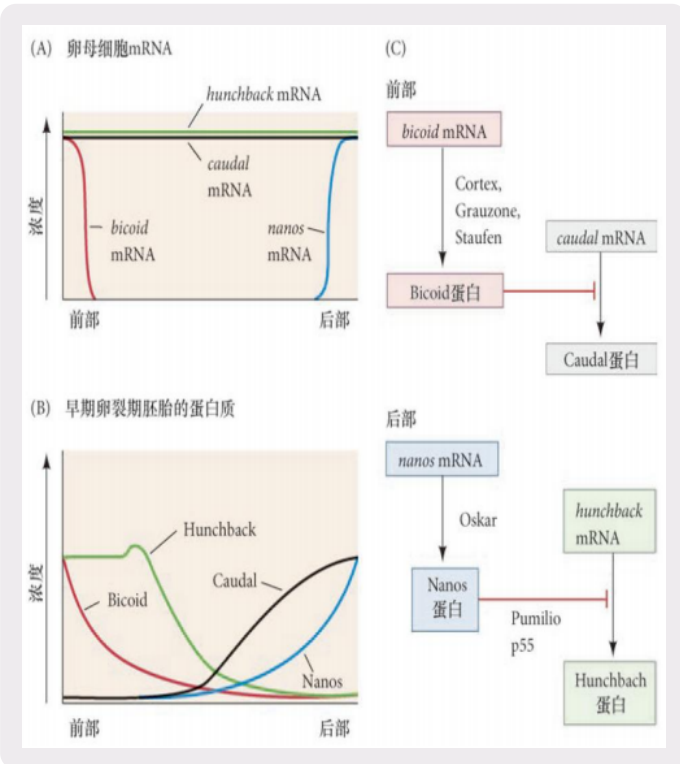 (A) 卵母细胞mRNA
hunchback mRNA
caudal
mRNA
bicoid
mRNA
nanos
mRNA
浓度
前部
后部
(B) 早期卵裂期胚胎的蛋白质
Hunchback
Caudal
Bicoid
Nanos
浓度
前部
后部
(C)
前部
bicoid mRNA
Cortex,
Grauzone,
Staufen
caudal mRNA
Bicoid蛋白
Caudal蛋白
后部
nanos mRNA
Oskar
hunchback
mRNA
Nanos
蛋白
Pumilio
p55
Hunchbach
蛋白